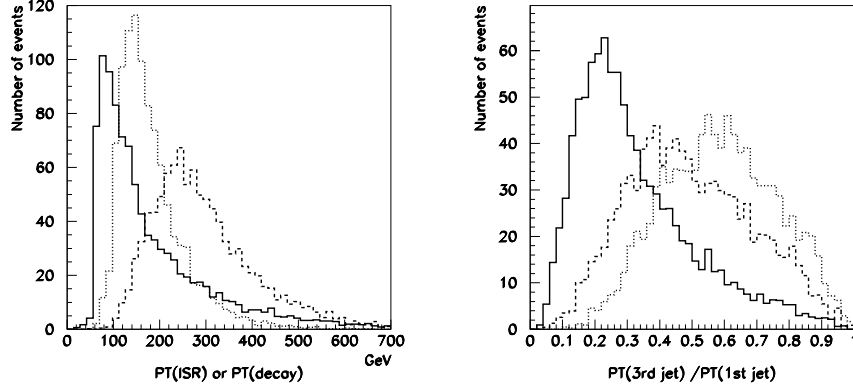 Number of events
120
100
80
60
40
20
0
0 100 200 300 400 500 600 700
GeV
PT(ISR) or PT(decay)
Number of events
60
50
40
30
20
10
0
0 0.1 0.2 0.3 0.4 0.5 0.6 0.7 0.8 0.9 1
PT(3rd jet) /PT(1st jet)